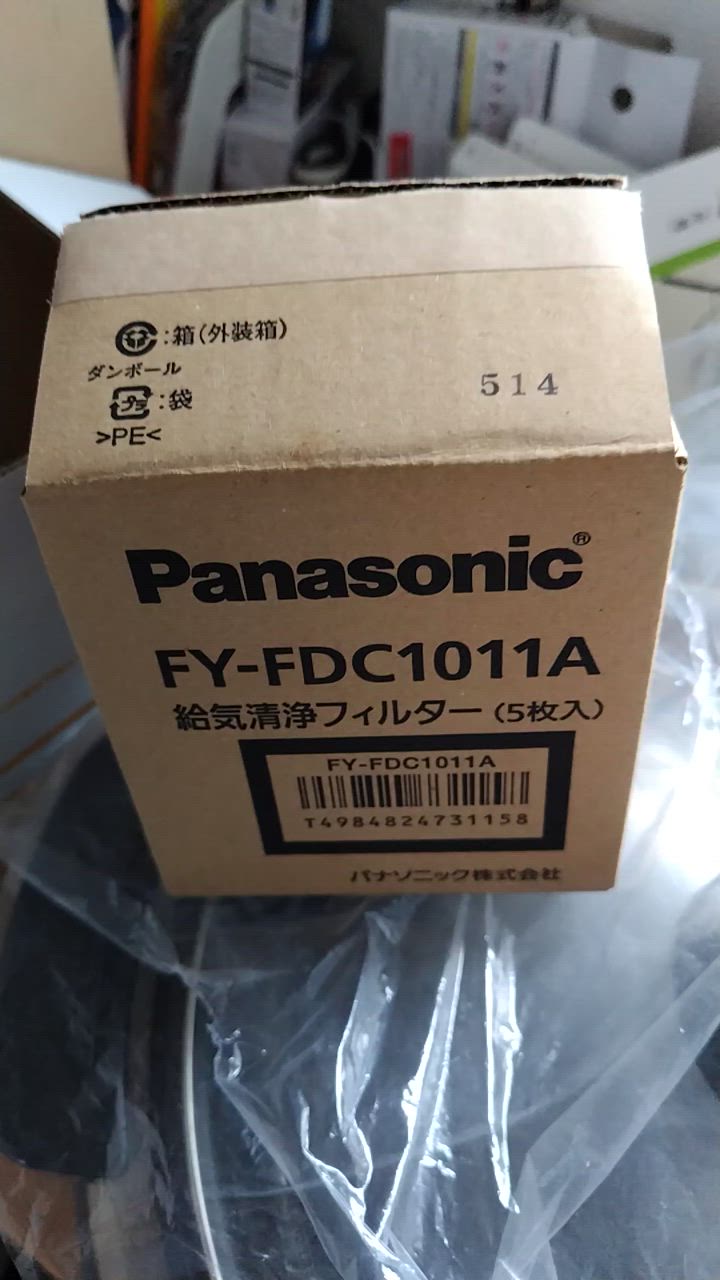 :箱(外装箱)
ダンボール
プラ:袋
>PE<
514
Panasonic®
FY-FDC1011A
給気清浄フィルター(5枚入)
FY-FDC1011A
T4984824731158
パナソニック株式会社